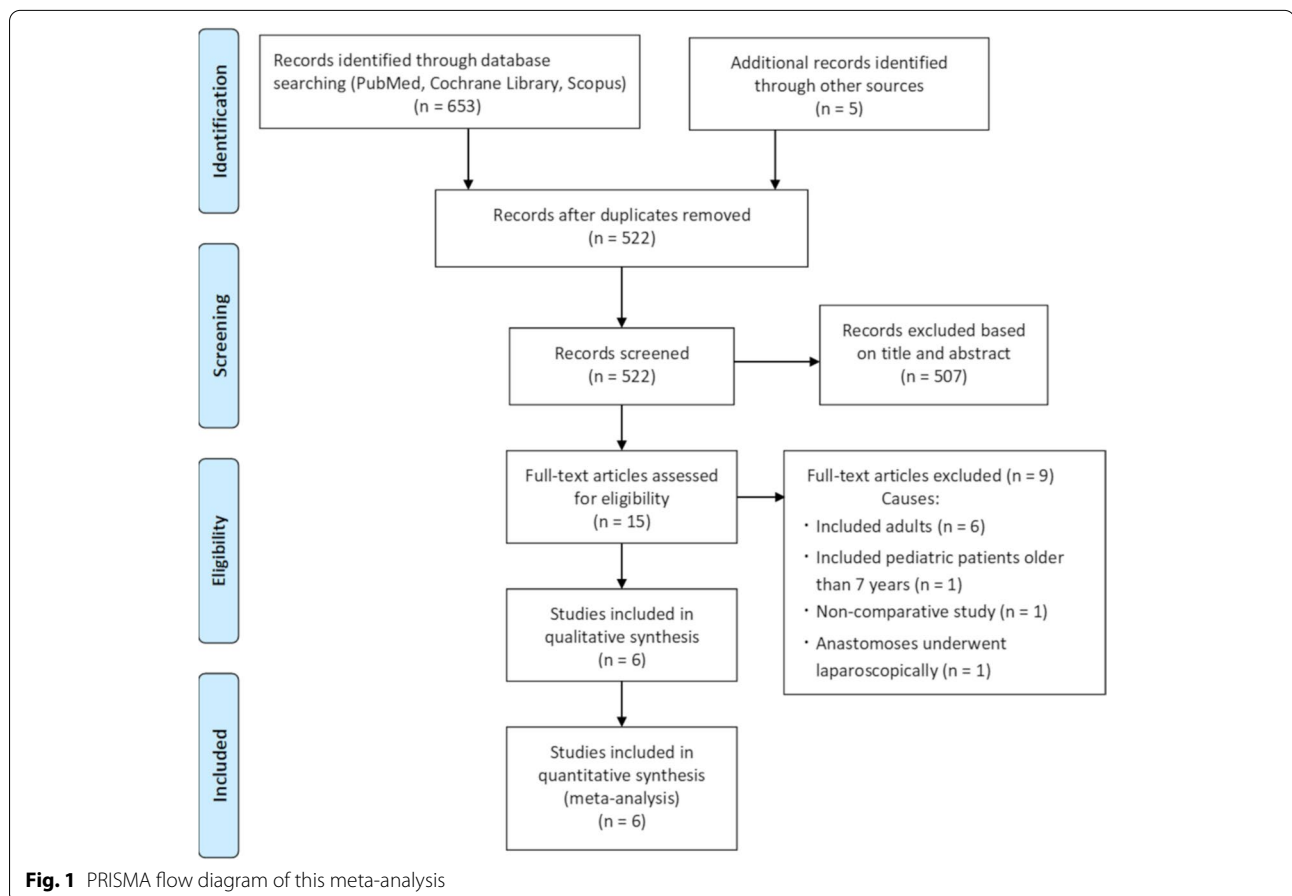 Identification
Records identified through database
searching (PubMed, Cochrane Library, Scopus)
(n = 653)
Additional records identified
through other sources
(n = 5)
Records after duplicates removed
(n = 522)
Screening
Records screened
(n = 522)
Records excluded based
on title and abstract
(n = 507)
Eligibility
Full-text articles assessed
for eligibility
(n = 15)
Full-text articles excluded (n = 9)
Causes:
・Included adults (n = 6)
・Included pediatric patients older
than 7 years (n = 1)
・Non-comparative study (n = 1)
・Anastomoses underwent
laparoscopically (n = 1)
Studies included in
qualitative synthesis
(n = 6)
Included
Studies included in
quantitative synthesis
(meta-analysis)
(n = 6)
Fig. 1 PRISMA flow diagram of this meta-analysis